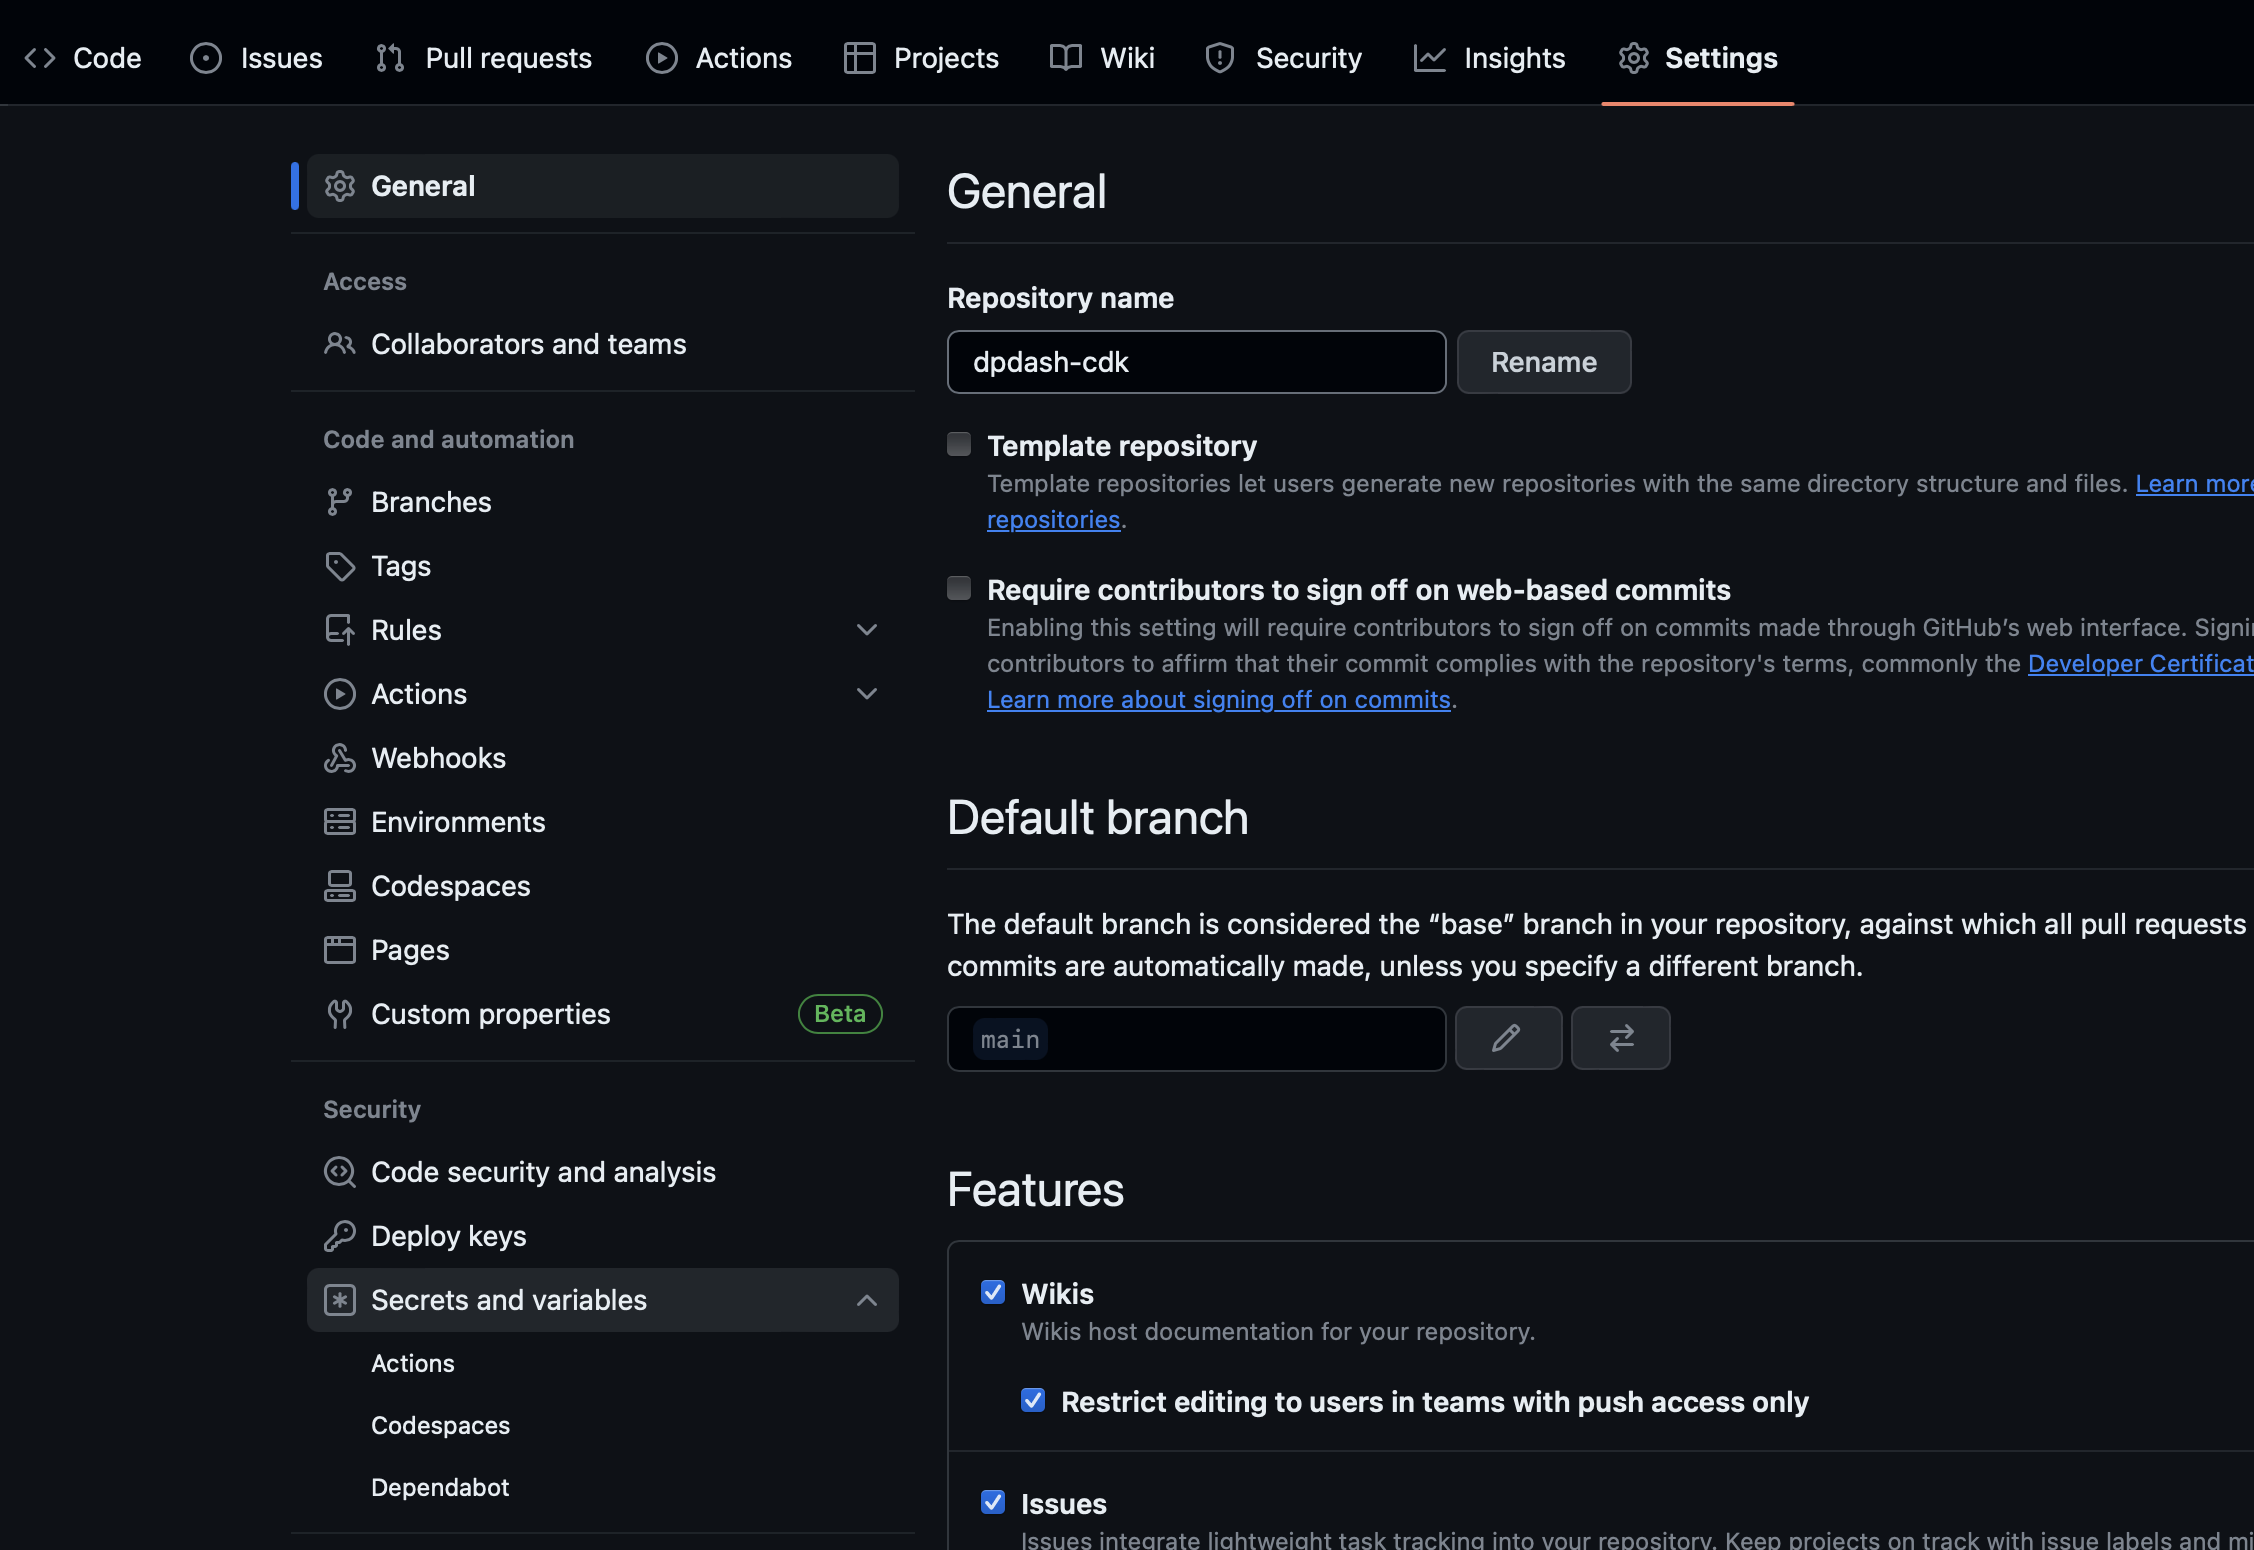 Code
Issues
Pull requests
Actions
Projects
Wiki
Security
Insights
Settings
General
Access
Collaborators and teams
Code and automation
Branches
Tags
Rules
Actions
Webhooks
Environments
Codespaces
Pages
Custom properties
Beta
Security
Code security and analysis
Deploy keys
Secrets and variables
Actions
Codespaces
Dependabot
General
Repository name
dpdash-cdk
Rename
Template repository
Template repositories let users generate new repositories with the same directory structure and files. Learn more
repositories.
Require contributors to sign off on web-based commits
Enabling this setting will require contributors to sign off on commits made through GitHub’s web interface.
contributors to affirm that their commit complies with the repository's terms, commonly the Developer
Learn more about signing off on commits.
Default branch
The default branch is considered the “base” branch in your repository, against which all pull requests
commits are automatically made, unless you specify a different branch.
main
Features
Wikis
Wikis host documentation for your repository.
Restrict editing to users in teams with push access only
Issues
Issues integrate lightweight task tracking into your repository. Keep projects on track with issue labels and